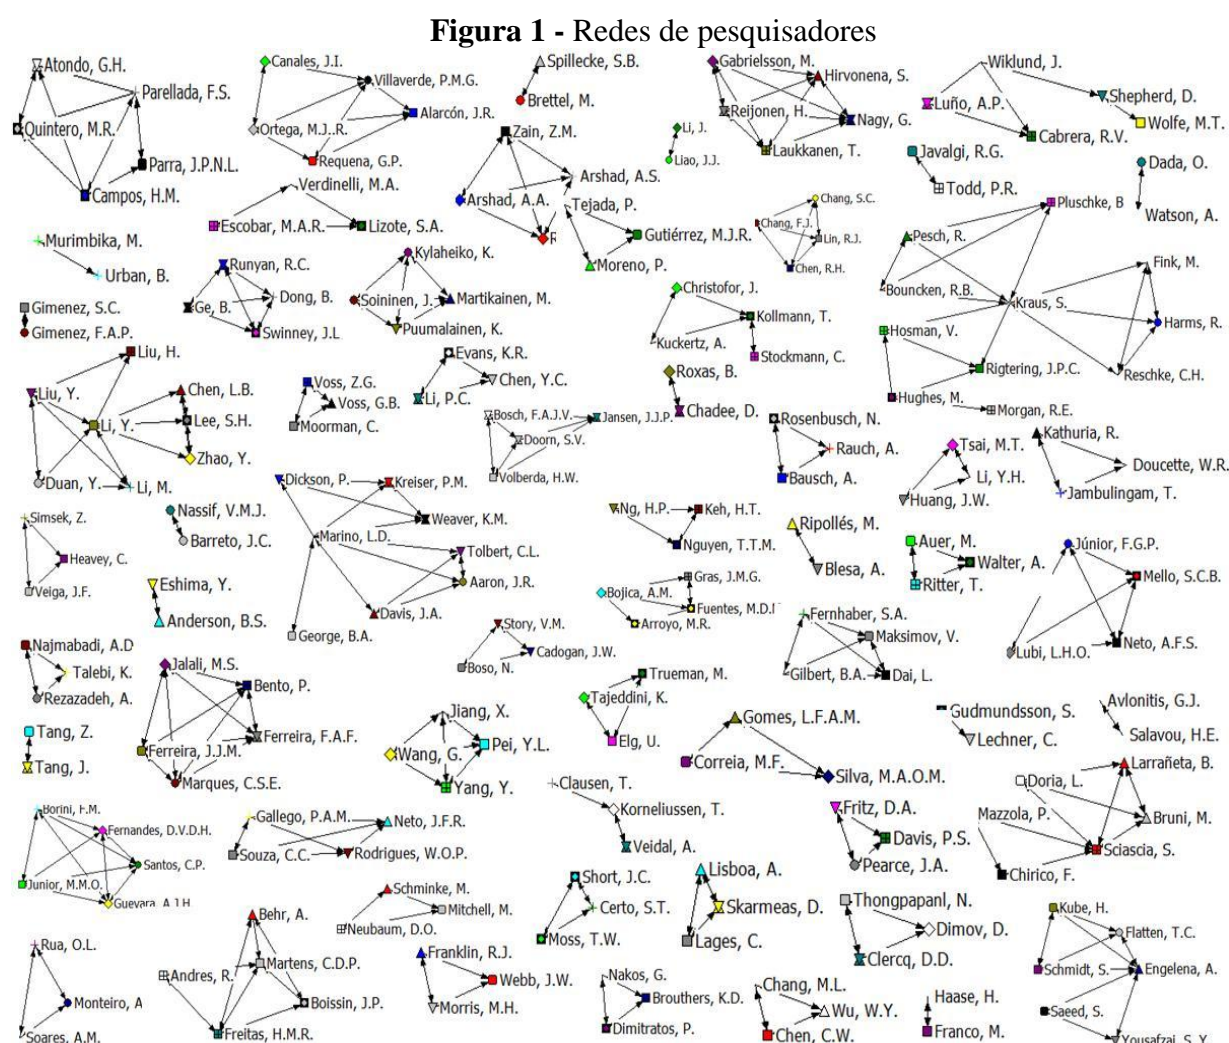 Figura 1 - Redes de pesquisadores
Atondo, G.H.
Parellada, F.S.
Quintero, M.R.
Parra, J.P.N.L.
Campos, H.M.
Canales, J.I.
Villaverde, P.M.G.
Alarcón, J.R.
Ortega, M.J..R.
Requena, G.P.
Spillecke, S.B.
Brettel, M.
Gabrielsson, M.
Hirvonena, S.
Reijonen, H.
Nagy, G.
Laukkanen, T.
Li, J.
Liao, J.J.
Wiklund, J.
Luño, A.P.
Shepherd, D.
Wolfe, M.T.
Cabrera, R.V.
Javalgi, R.G.
Todd, P.R.
Dada, O.
Watson, A.
Verdinelli, M.A.
Escobar, M.A.R.
Lizote, S.A.
Zain, Z.M.
Arshad, A.S.
Arshad, A.A.
R
Tejada, P.
Gutiérrez, M.J.R.
Moreno, P.
Chang, S.C.
Chang, F.J.
Lin, R.J.
Chen, R.H.
Pluschke, B
Pesch, R.
Fink, M.
Bouncken, R.B.
Kraus, S.
Harms, R.
Hosman, V.
Rigtering, J.P.C.
Reschke, C.H.
Hughes, M.
Morgan, R.E.
Murimbika, M.
Urban, B.
Runyan, R.C.
Ge, B.
Dong, B.
Swinney, J.L
Kylaheiko, K.
Soininen, J.
Martikainen, M.
Puumalainen, K.
Gimenez, S.C.
Gimenez, F.A.P.
Christofor, J.
Kollmann, T.
Kuckertz, A.
Stockmann, C.
Liu, H.
Liu, Y.
Chen, L.B.
Li, Y.
Lee, S.H.
Zhao, Y.
Duan, Y.
Li, M.
Voss, Z.G.
Voss, G.B.
Moorman, C.
Evans, K.R.
Chen, Y.C.
Li, P.C.
Roxas, B.
Chadee, D.
Bosch, F.A.J.V.
Jansen, J.J.P.
Doorn, S.V.
Volberda, H.W.
Rosenbusch, N.
Rauch, A.
Bausch, A.
Tsai, M.T.
Li, Y.H.
Huang, J.W.
Kathuria, R.
Doucette, W.R.
Jambulingam, T.
Simsek, Z.
Heavey, C.
Veiga, J.F.
Nassif, V.M.J.
Barreto, J.C.
Dickson, P.
Kreiser, P.M.
Weaver, K.M.
Marino, L.D.
Tolbert, C.L.
Aaron, J.R.
Davis, J.A.
George, B.A.
Ng, H.P.
Keh, H.T.
Nguyen, T.T.M.
Ripollés, M.
Blesa, A.
Auer, M.
Walter, A.
Ritter, T.
Júnior, F.G.P.
Mello, S.C.B.
Lubi, L.H.O.
Neto, A.F.S.
Eshima, Y.
Anderson, B.S.
Gras, J.M.G.
Bojica, A.M.
Fuentes, M.D.
Arroyo, M.R.
Fernhaber, S.A.
Maksimov, V.
Gilbert, B.A.
Dai, L.
Najmabadi, A.D
Talebi, K.
Rezazadeh, A.
Jalali, M.S.
Bento, P.
Ferreira, J.J.M.
Ferreira, F.A.F.
Marques, C.S.E.
Story, V.M.
Cadogan, J.W.
Boso, N.
Trueman, M.
Tajeddini, K.
Elg, U.
Tang, Z.
Tang, J.
Jiang, X.
Wang, G.
Pei, Y.L.
Yang, Y.
Gomes, L.F.A.M.
Correia, M.F.
Silva, M.A.O.M.
Gudmundsson, S.
Lechner, C.
Avlonitis, G.J.
Salavou, H.E.
Larrañeta, B.
Doria, L.
Mazzola, P.
Bruni, M.
Sciascia, S.
Chirico, F.
Borini, F.M.
Fernandes, D.V.D.H.
Santos, C.P.
Junior, M.M.O.
Guevara, A.J.H
Gallego, P.A.M.
Neto, J.F.R.
Souza, C.C.
Rodrigues, W.O.P.
Clausen, T.
Korneliussen, T.
Veidal, A.
Fritz, D.A.
Davis, P.S.
Pearce, J.A.
Schminke, M.
Mitchell, M.
Neubaum, D.O.
Short, J.C.
Certo, S.T.
Moss, T.W.
Lisboa, A.
Skarmeas, D.
Lages, C.
Thongpapanl, N.
Dimov, D.
Clercq, D.D.
Kube, H.
Flatten, T.C.
Schmidt, S.
Engelena, A.
Saeed, S.
Yousafzai, S. Y
Rua, O.L.
Monteiro, A
Soares, A.M.
Behr, A.
Andres, R.
Martens, C.D.P.
Boissin, J.P.
Freitas, H.M.R.
Franklin, R.J.
Webb, J.W.
Morris, M.H.
Nakos, G.
Brouthers, K.D.
Dimitratos, P.
Chang, M.L.
Wu, W.Y.
Chen, C.W.
Haase, H.
Franco, M.